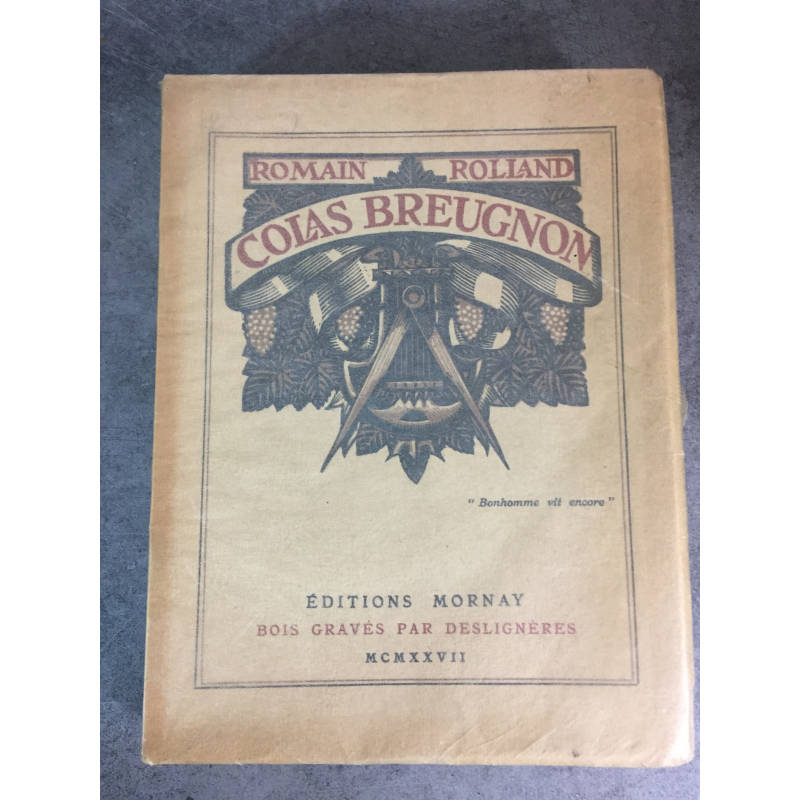 ROMAIN ROLLAND
COLAS BREUGNON
" Bonhomme vit encore "
ÉDITIONS MORNAY
BOIS GRAVÉS PAR DESLIGNÈRES
MCMXXVII